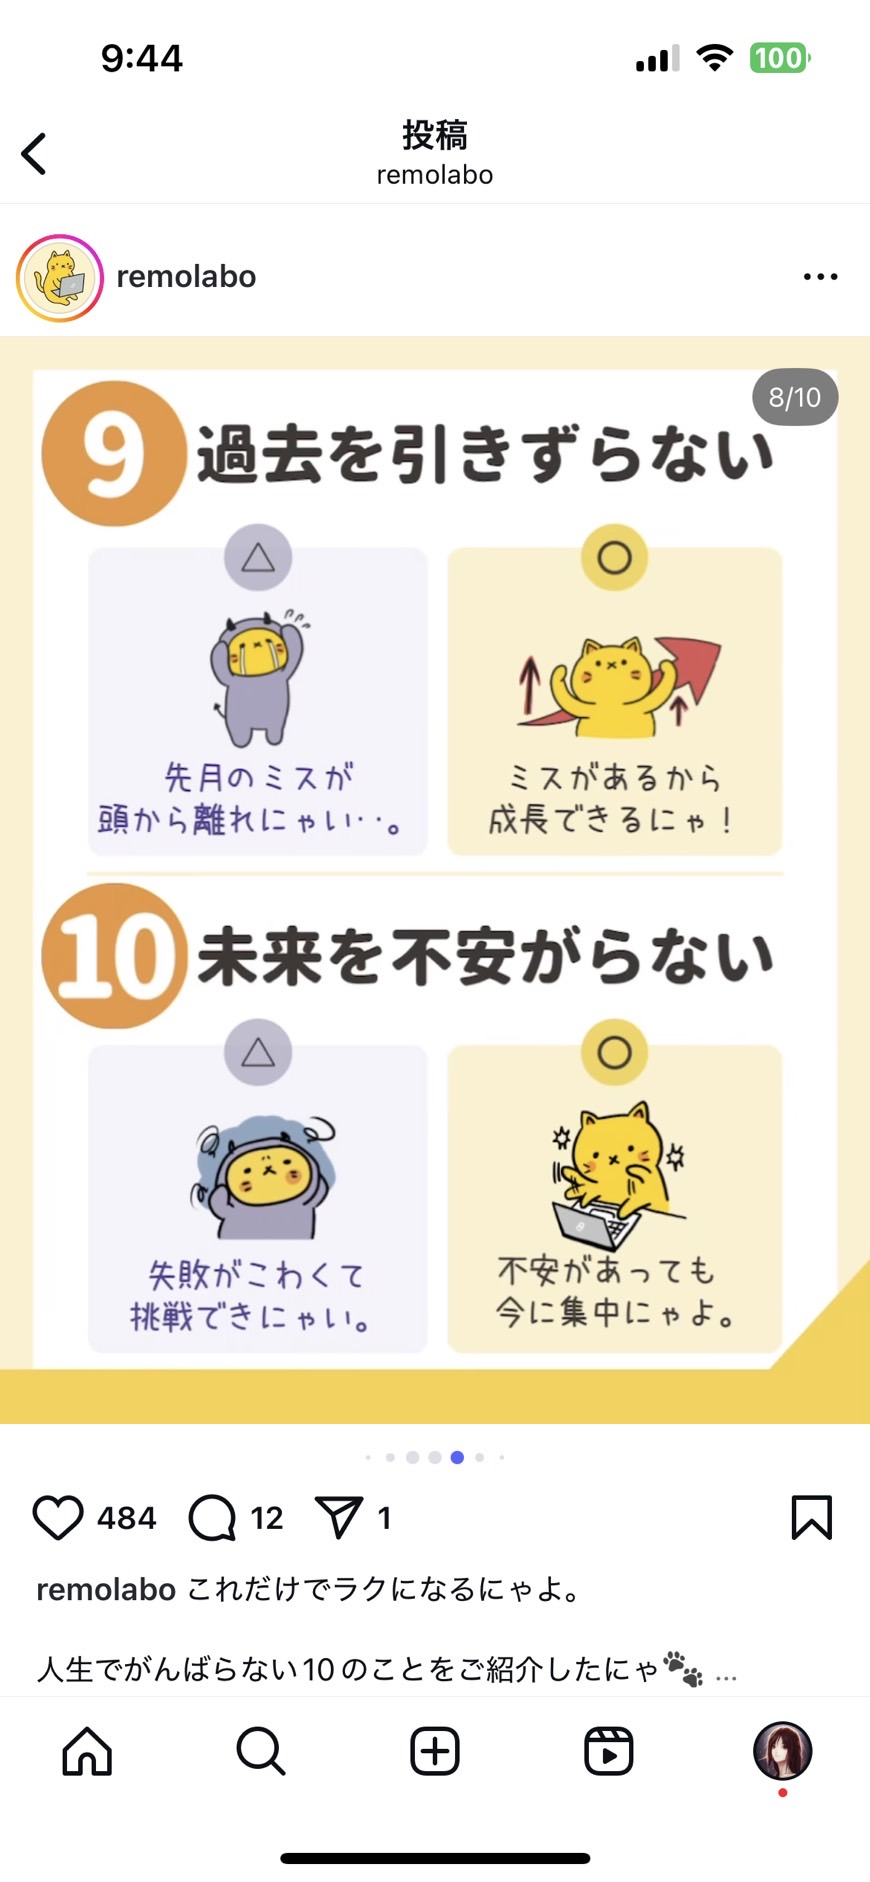 9:44
100
投稿
remolabo
remolabo
8/10
9 過去を引きずらない
△ ○
先月のミスが
頭から離れにゃい‥。
ミスがあるから
成長できるにゃ！
10 未来を不安がらない
△ ○
失敗がこわくて
挑戦できにゃい。
不安があっても
今に集中にゃよ。
484 12 1
remolabo これだけでラクになるにゃよ。
人生でがんばらない10のことをご紹介したにゃ🐾 ...